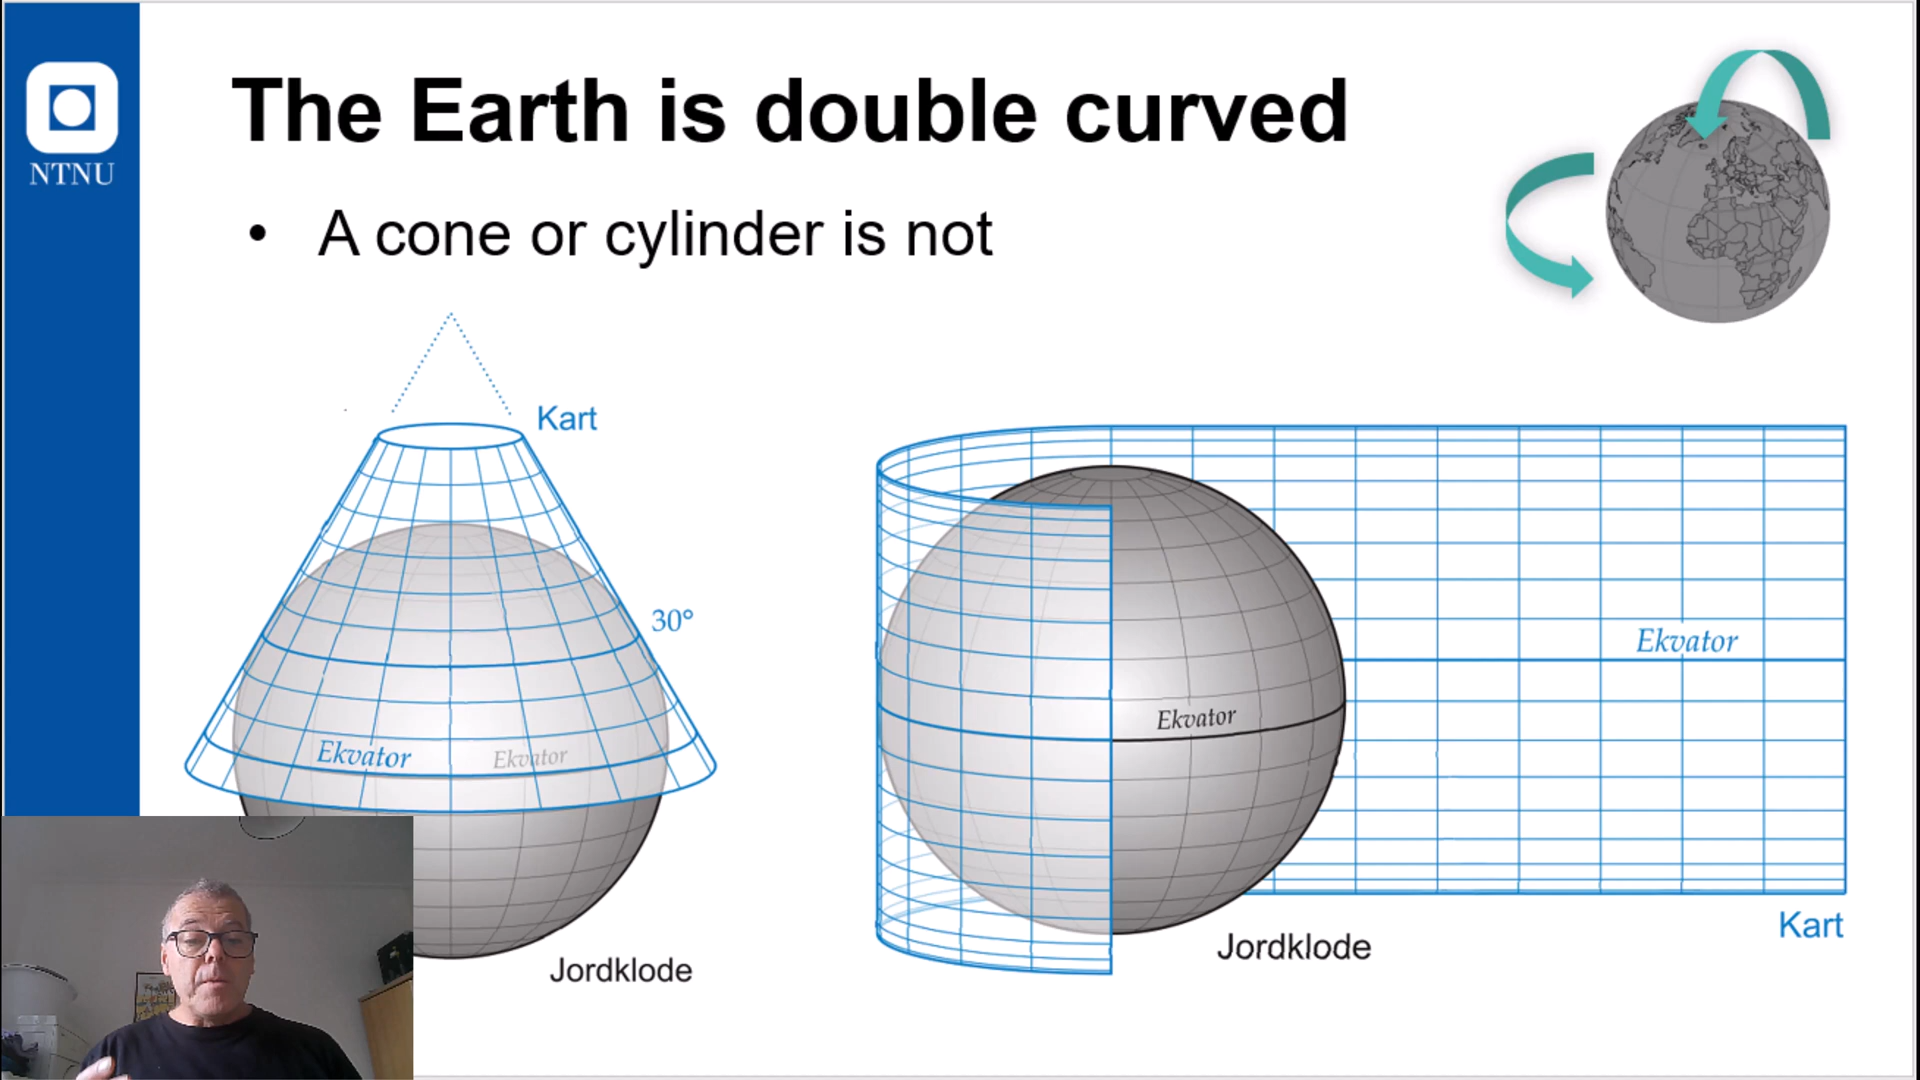 The Earth is double curved
NTNU
• A cone or cylinder is not
Kart
30°
Ekvator
Ekvator
Jordklode
Ekvator
Ekvator
Kart
Jordklode